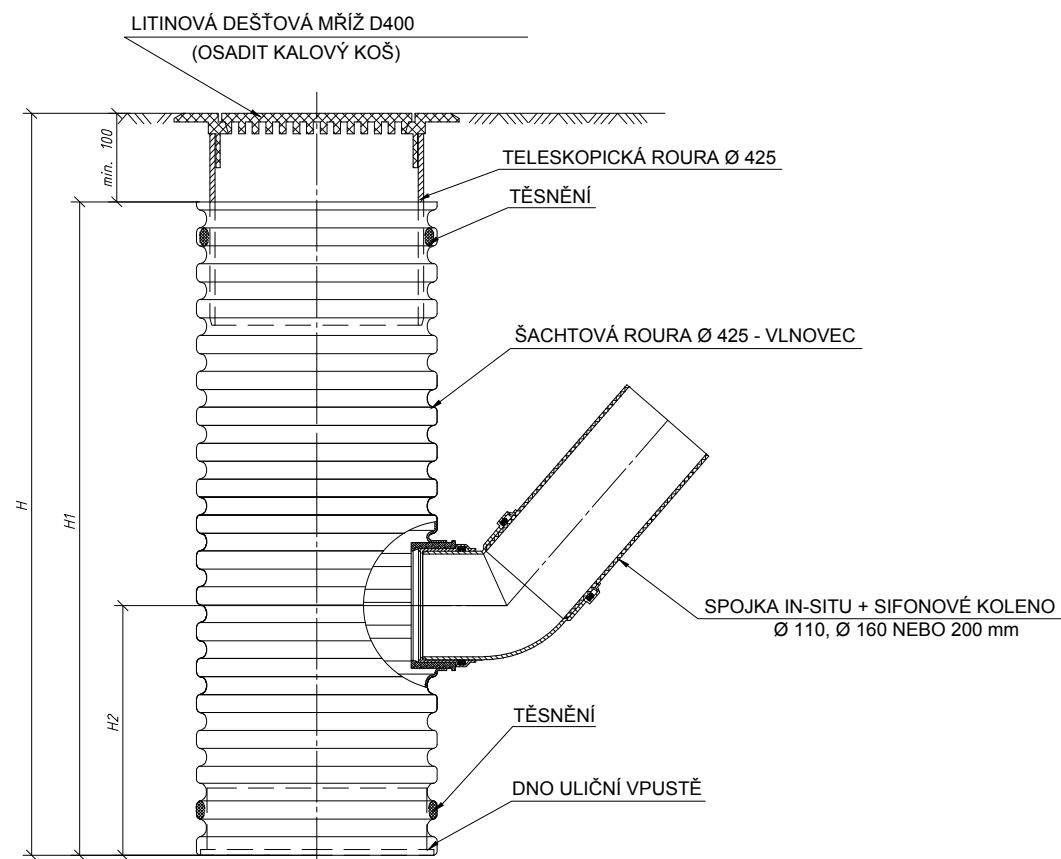 LITINOVÁ DEŠŤOVÁ MŘÍŽ D400
(OSADIT KALOVÝ KOŠ)
min. 100
TELESKOPICKÁ ROURA Ø 425
TĚSNĚNÍ
ŠACHTOVÁ ROURA Ø 425 - VLNOVEC
H
H1
SPOJKA IN-SITU + SIFONOVÉ KOLENO
Ø 110, Ø 160 NEBO 200 mm
H2
TĚSNĚNÍ
DNO ULIČNÍ VPUSTĚ